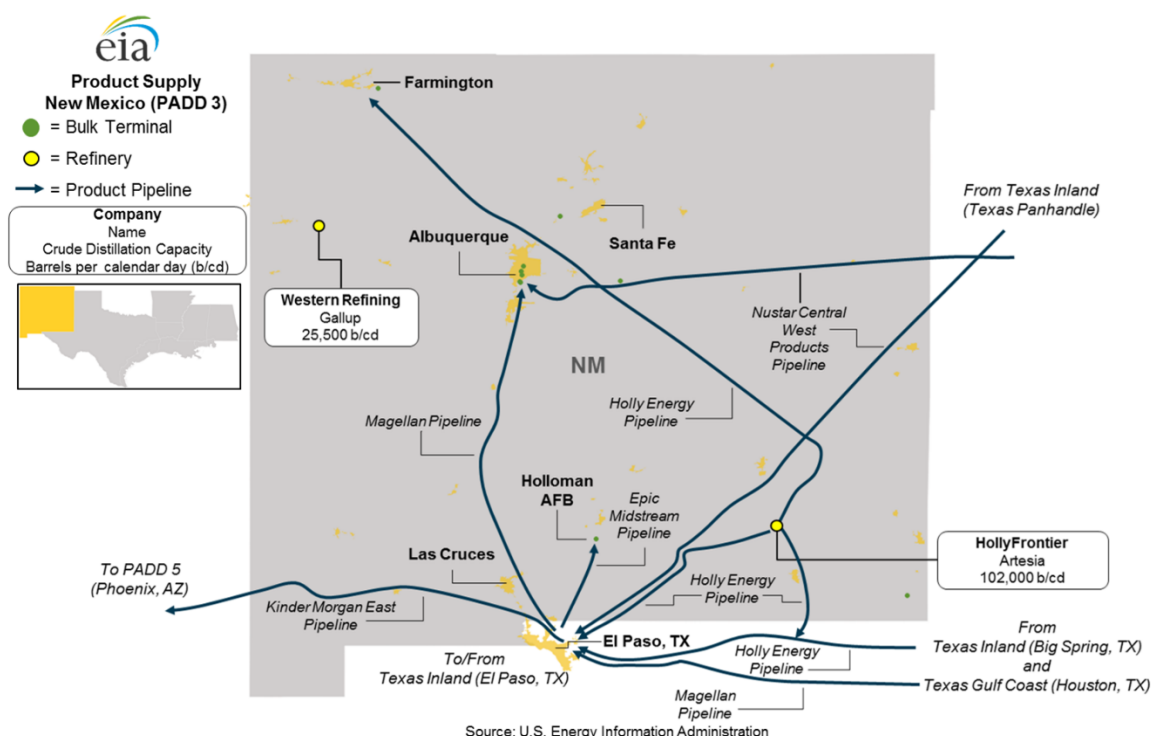 eia
Product Supply
New Mexico (PADD 3)
= Bulk Terminal
= Refinery
= Product Pipeline
Company
Name
Crude Distillation Capacity
Barrels per calendar day (b/cd)
Farmington
From Texas Inland
(Texas Panhandle)
Albuquerque
Santa Fe
Western Refining
Gallup
25,500 b/cd
Nustar Central
West
Products
Pipeline
NM
Holly Energy
Pipeline
Magellan Pipeline
Holloman
AFB
Epic
Midstream
Pipeline
HollyFrontier
Artesia
102,000 b/cd
Las Cruces
To PADD 5
(Phoenix, AZ)
Kinder Morgan East
Pipeline
Holly Energy
Pipeline
El Paso, TX
To/From
Texas Inland (El Paso, TX)
Holly Energy
Pipeline
From
Texas Inland (Big Spring, TX)
and
Texas Gulf Coast (Houston, TX)
Magellan
Pipeline
Source: U.S. Energy Information Administration